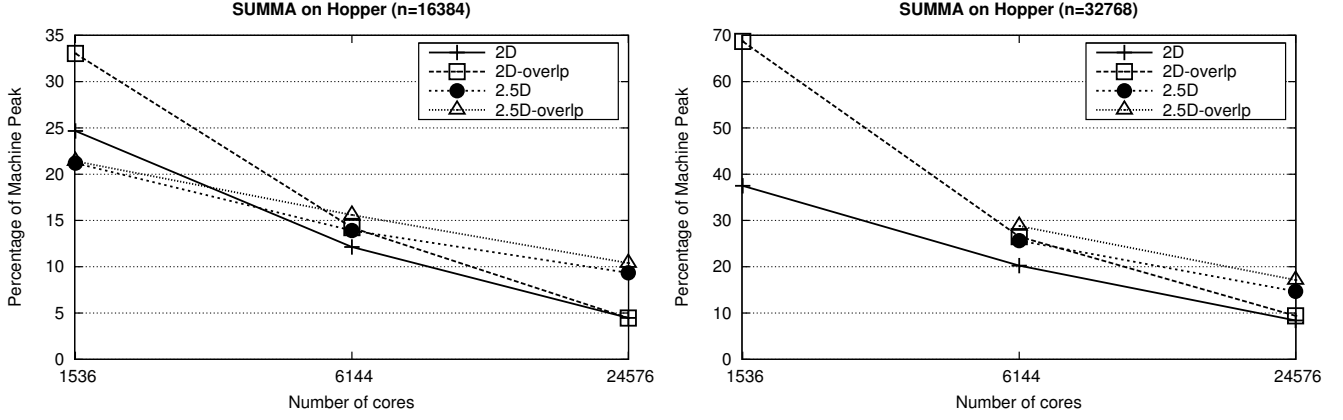 SUMMA on Hopper (n=16384)
Percentage of Machine Peak
35
30
25
20
15
10
5
0
2D
2D-overlp
2.5D
2.5D-overlp
1536
6144
24576
Number of cores
SUMMA on Hopper (n=32768)
Percentage of Machine Peak
70
60
50
40
30
20
10
0
2D
2D-overlp
2.5D
2.5D-overlp
1536
6144
24576
Number of cores